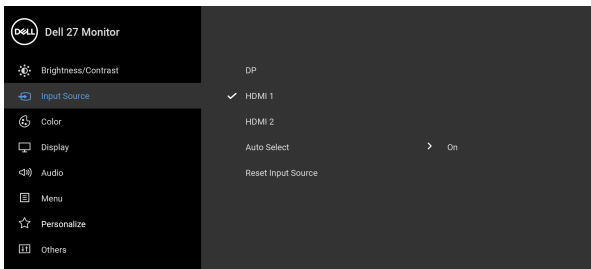 DELL Dell 27 Monitor
Brightness/Contrast DP
Input Source HDMI 1
Color HDMI 2
Display Auto Select On
Audio Reset Input Source
Menu
Personalize
Others